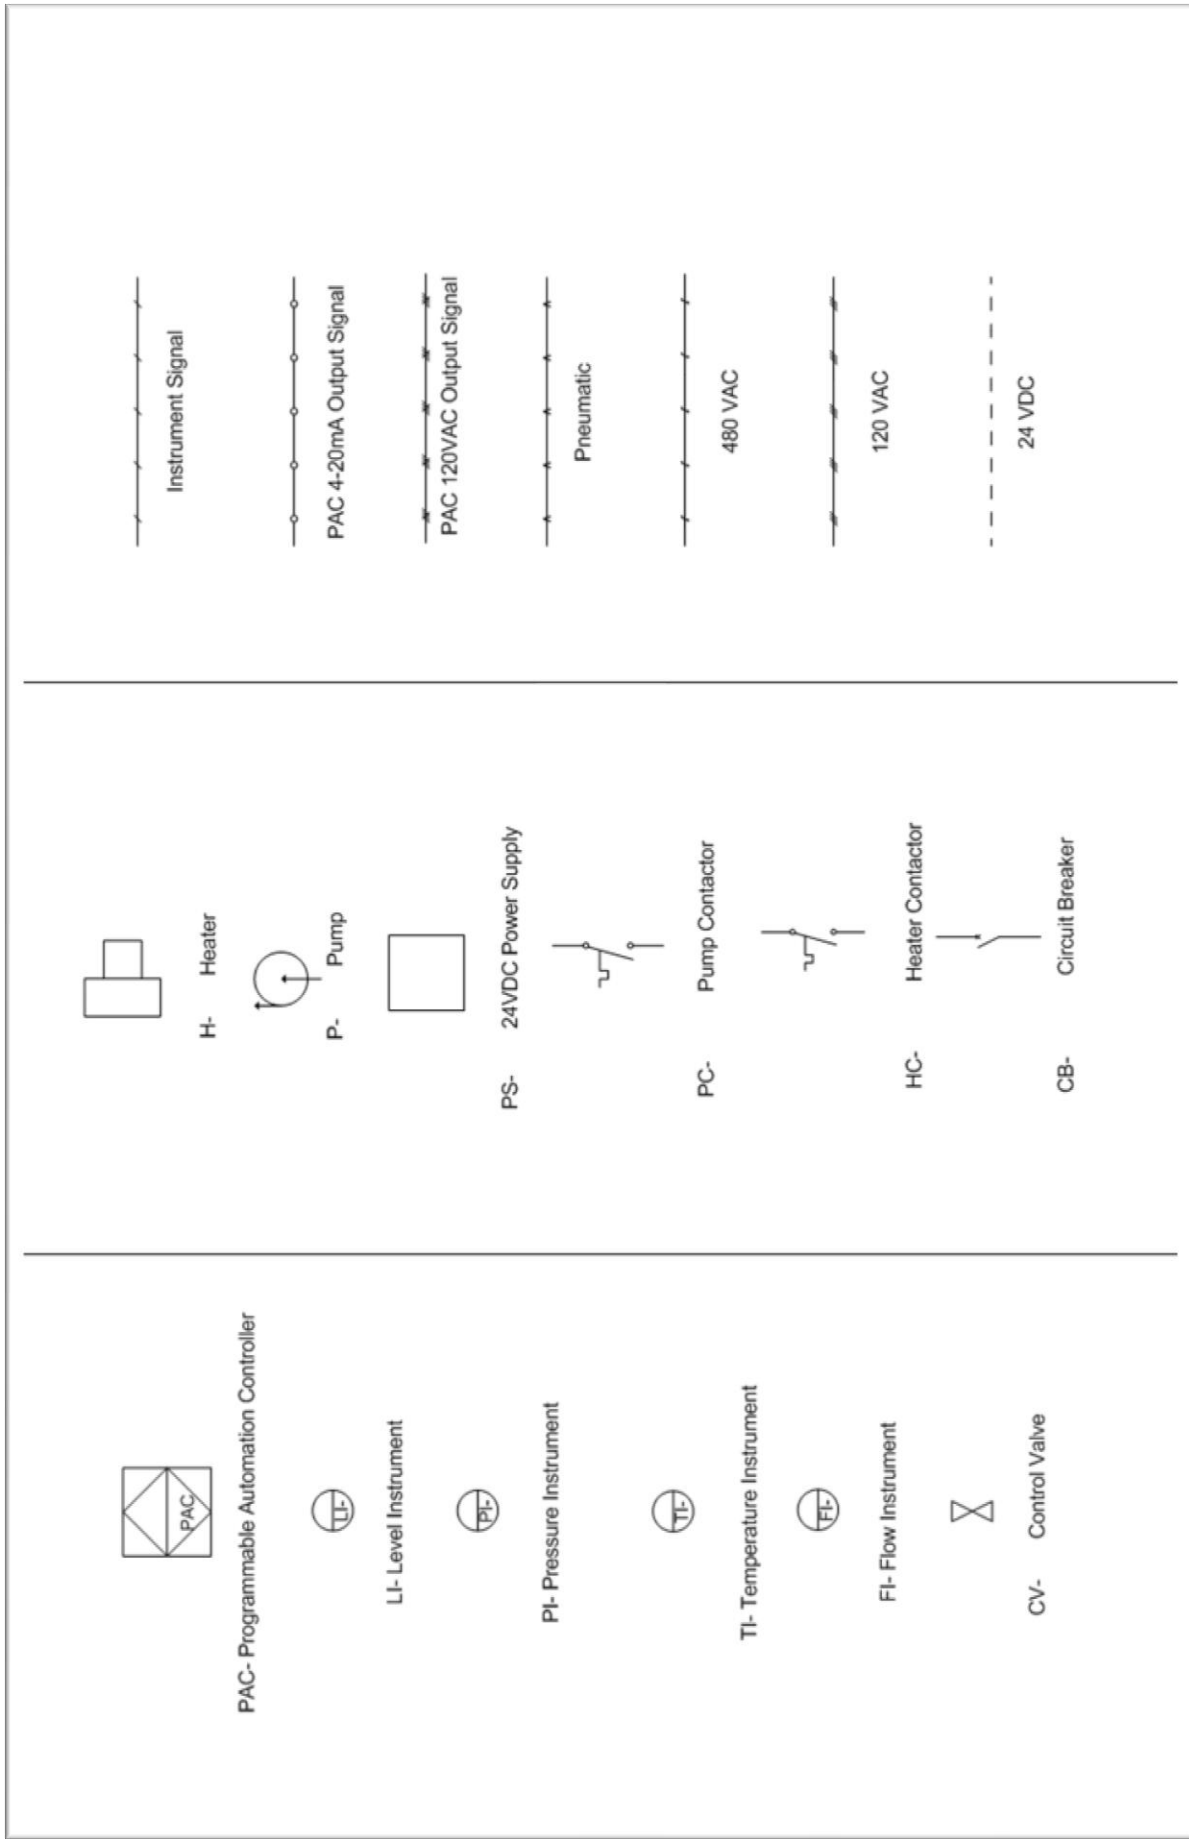 PAC
PAC- Programmable Automation Controller
LI-
LI- Level Instrument
PI-
PI- Pressure Instrument
TI-
TI- Temperature Instrument
FI-
FI- Flow Instrument
CV- Control Valve
H- Heater
P- Pump
PS- 24VDC Power Supply
PC- Pump Contactor
HC- Heater Contactor
CB- Circuit Breaker
Instrument Signal
PAC 4-20mA Output Signal
PAC 120VAC Output Signal
Pneumatic
480 VAC
120 VAC
24 VDC